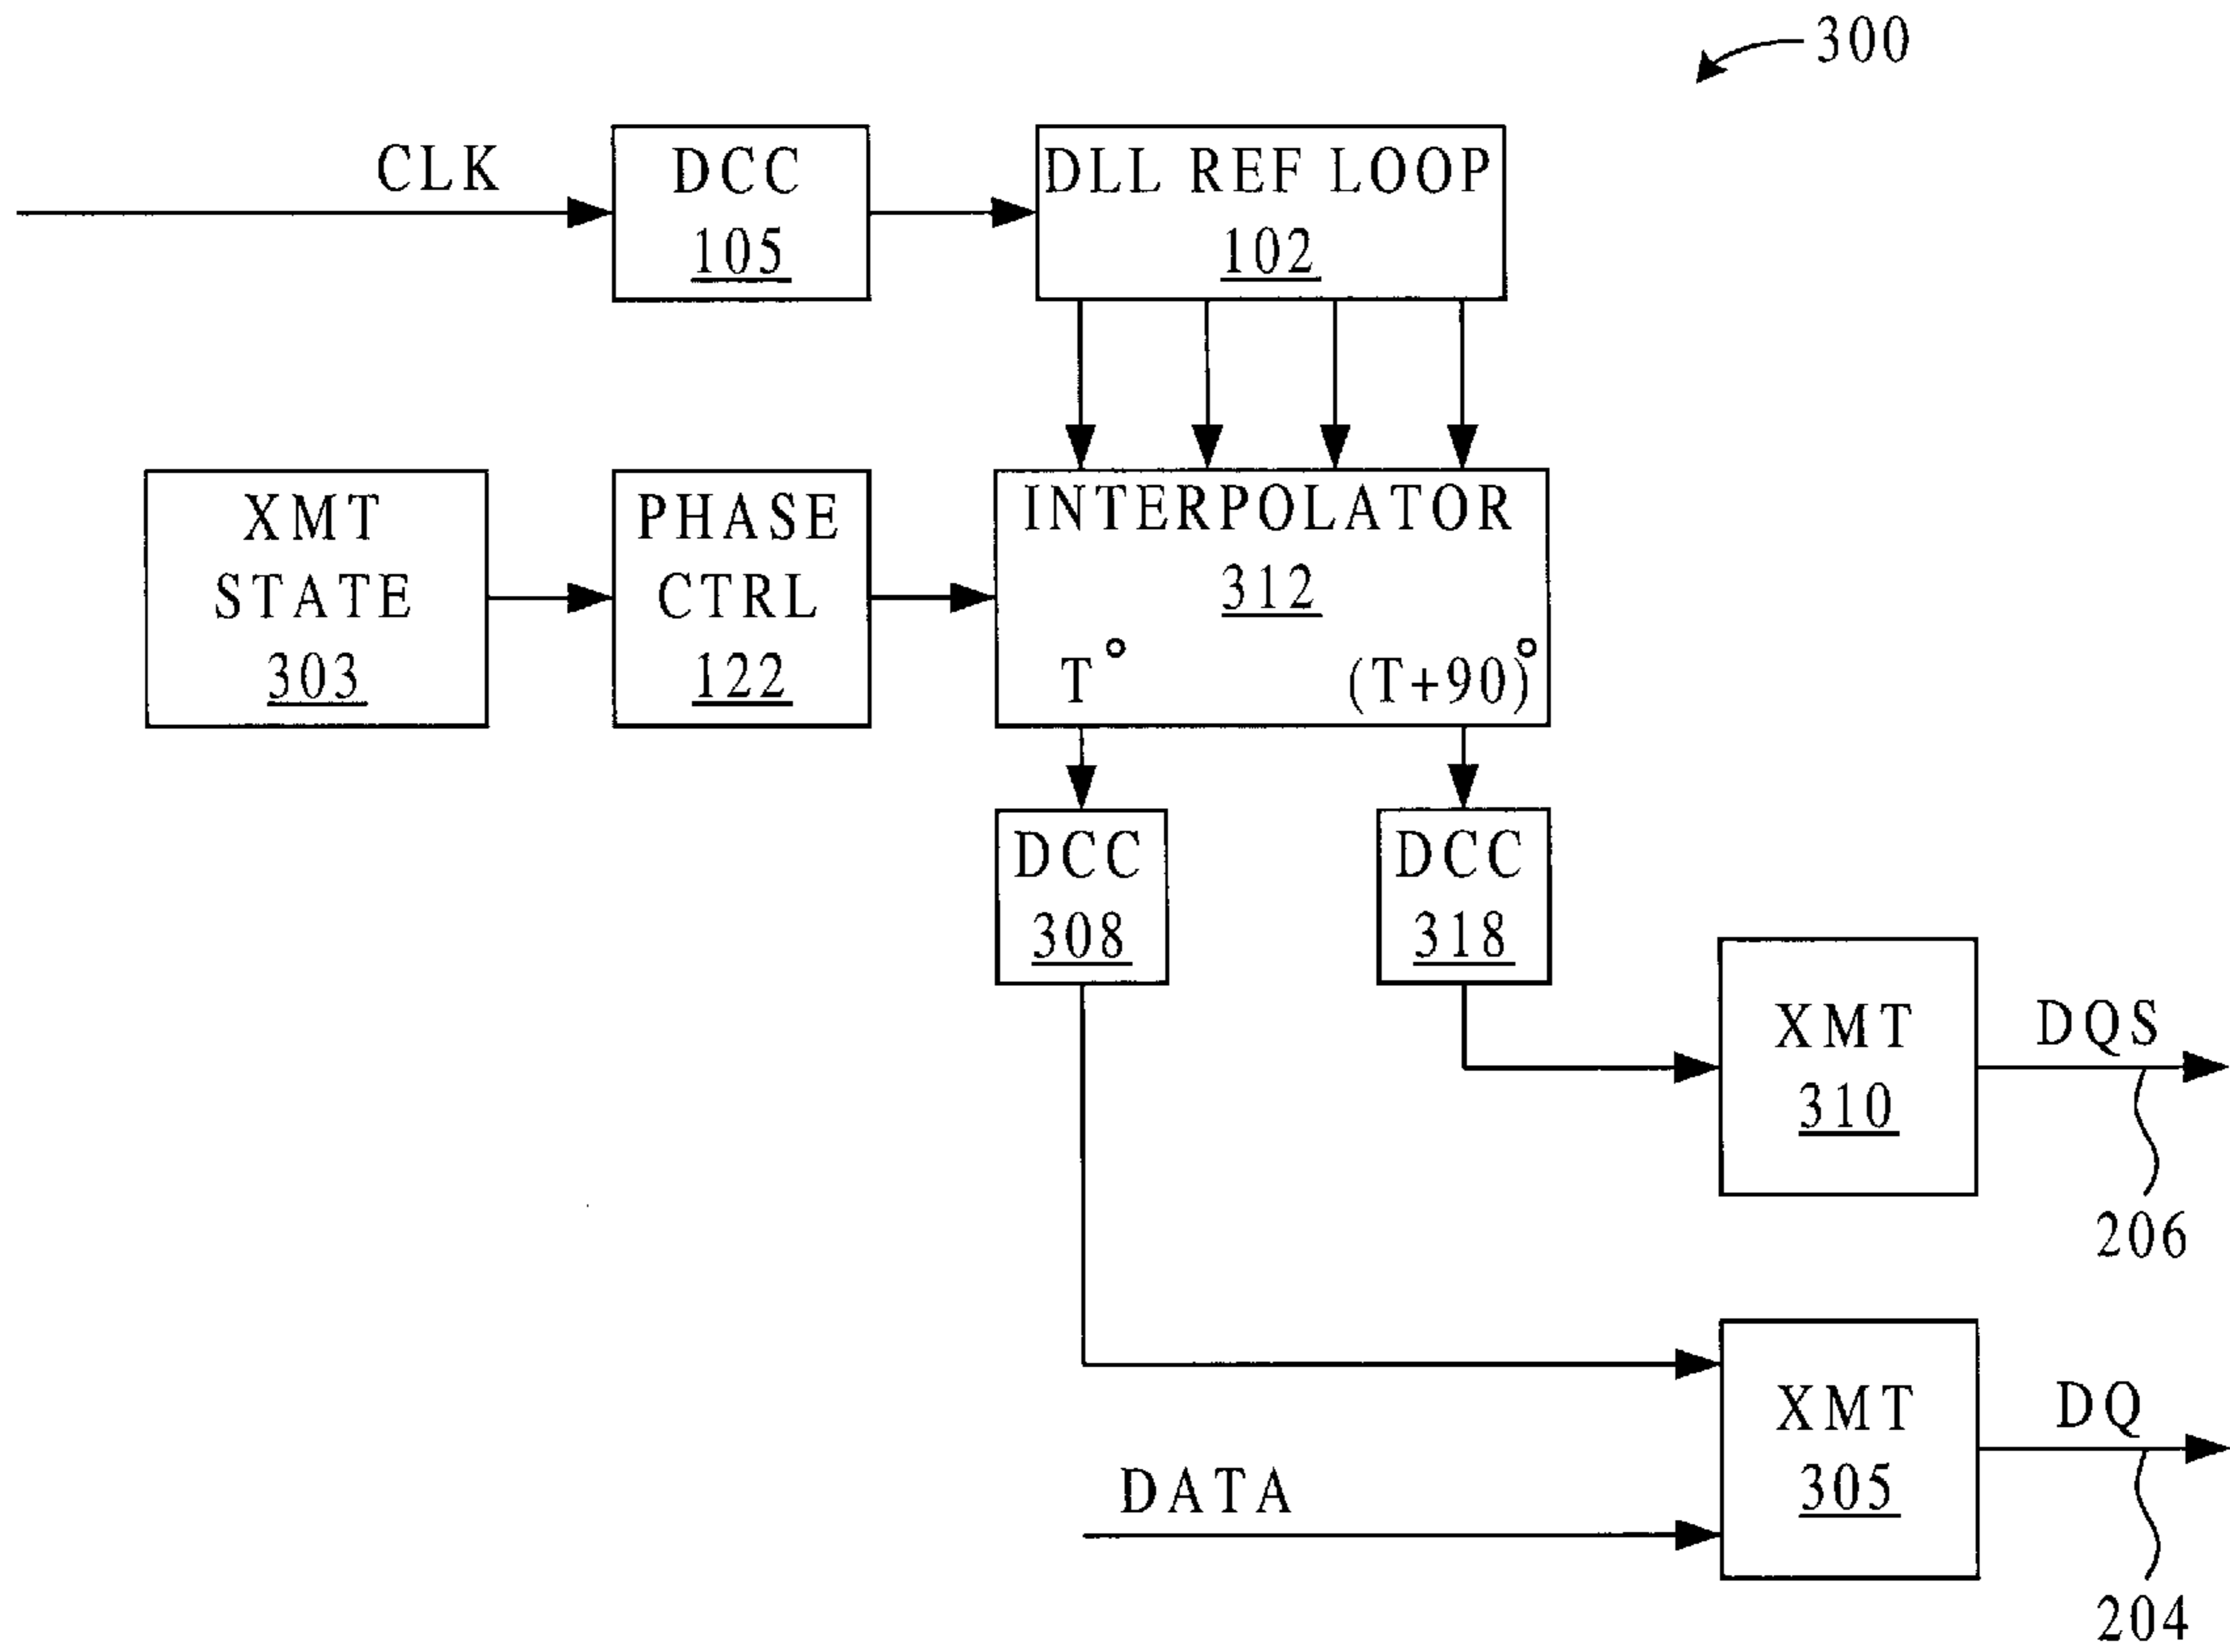 300
CLK
DCC
105
DLL REF LOOP
102
XMT
STATE
303
PHASE
CTRL
122
INTERPOLATOR
312
T° (T+90)°
DCC
308
DCC
318
XMT
310
DQS
206
XMT
305
DQ
DATA
204